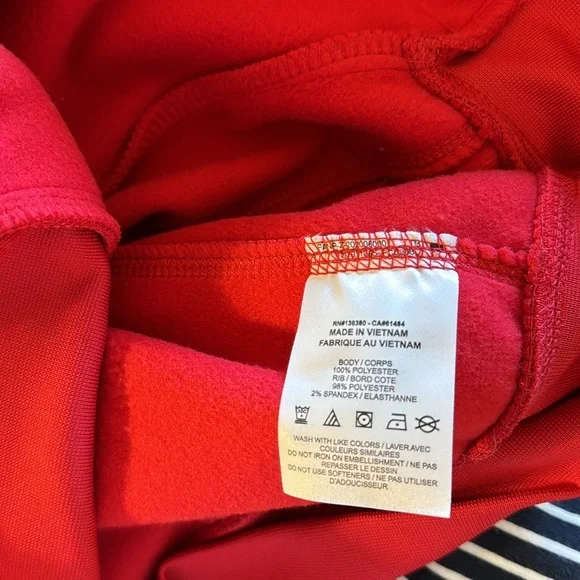 RN#136380 - CA#61484
MADE IN VIETNAM
FABRIQUE AU VIETNAM
BODY / CORPS
100% POLYESTER
RIB / BORD COTE
98% POLYESTER
2% SPANDEX / ELASTHANNE
WASH WITH LIKE COLORS / LAVER AVEC
COULEURS SIMILAIRES
DO NOT IRON ON EMBELLISHMENT / NE PAS
REPASSER LE DESSIN
DO NOT USE SOFTENERS / NE PAS UTILISER
D'ADOUCISSEUR